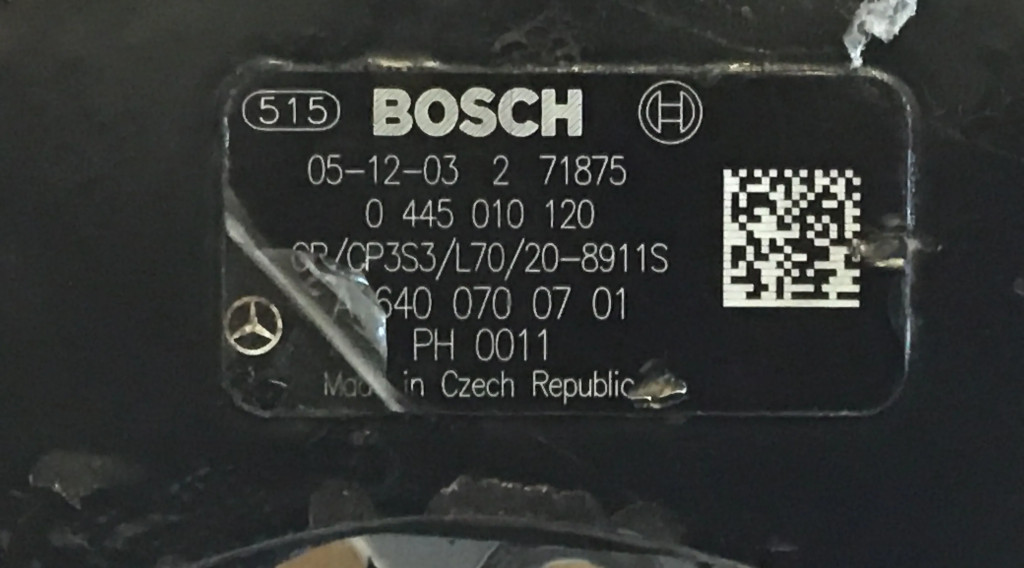 515 BOSCH
05-12-03 2 71875
0 445 010 120
CR/CP3S3/L70/20-8911S
A 640 070 07 01
PH 0011
Made in Czech Republic